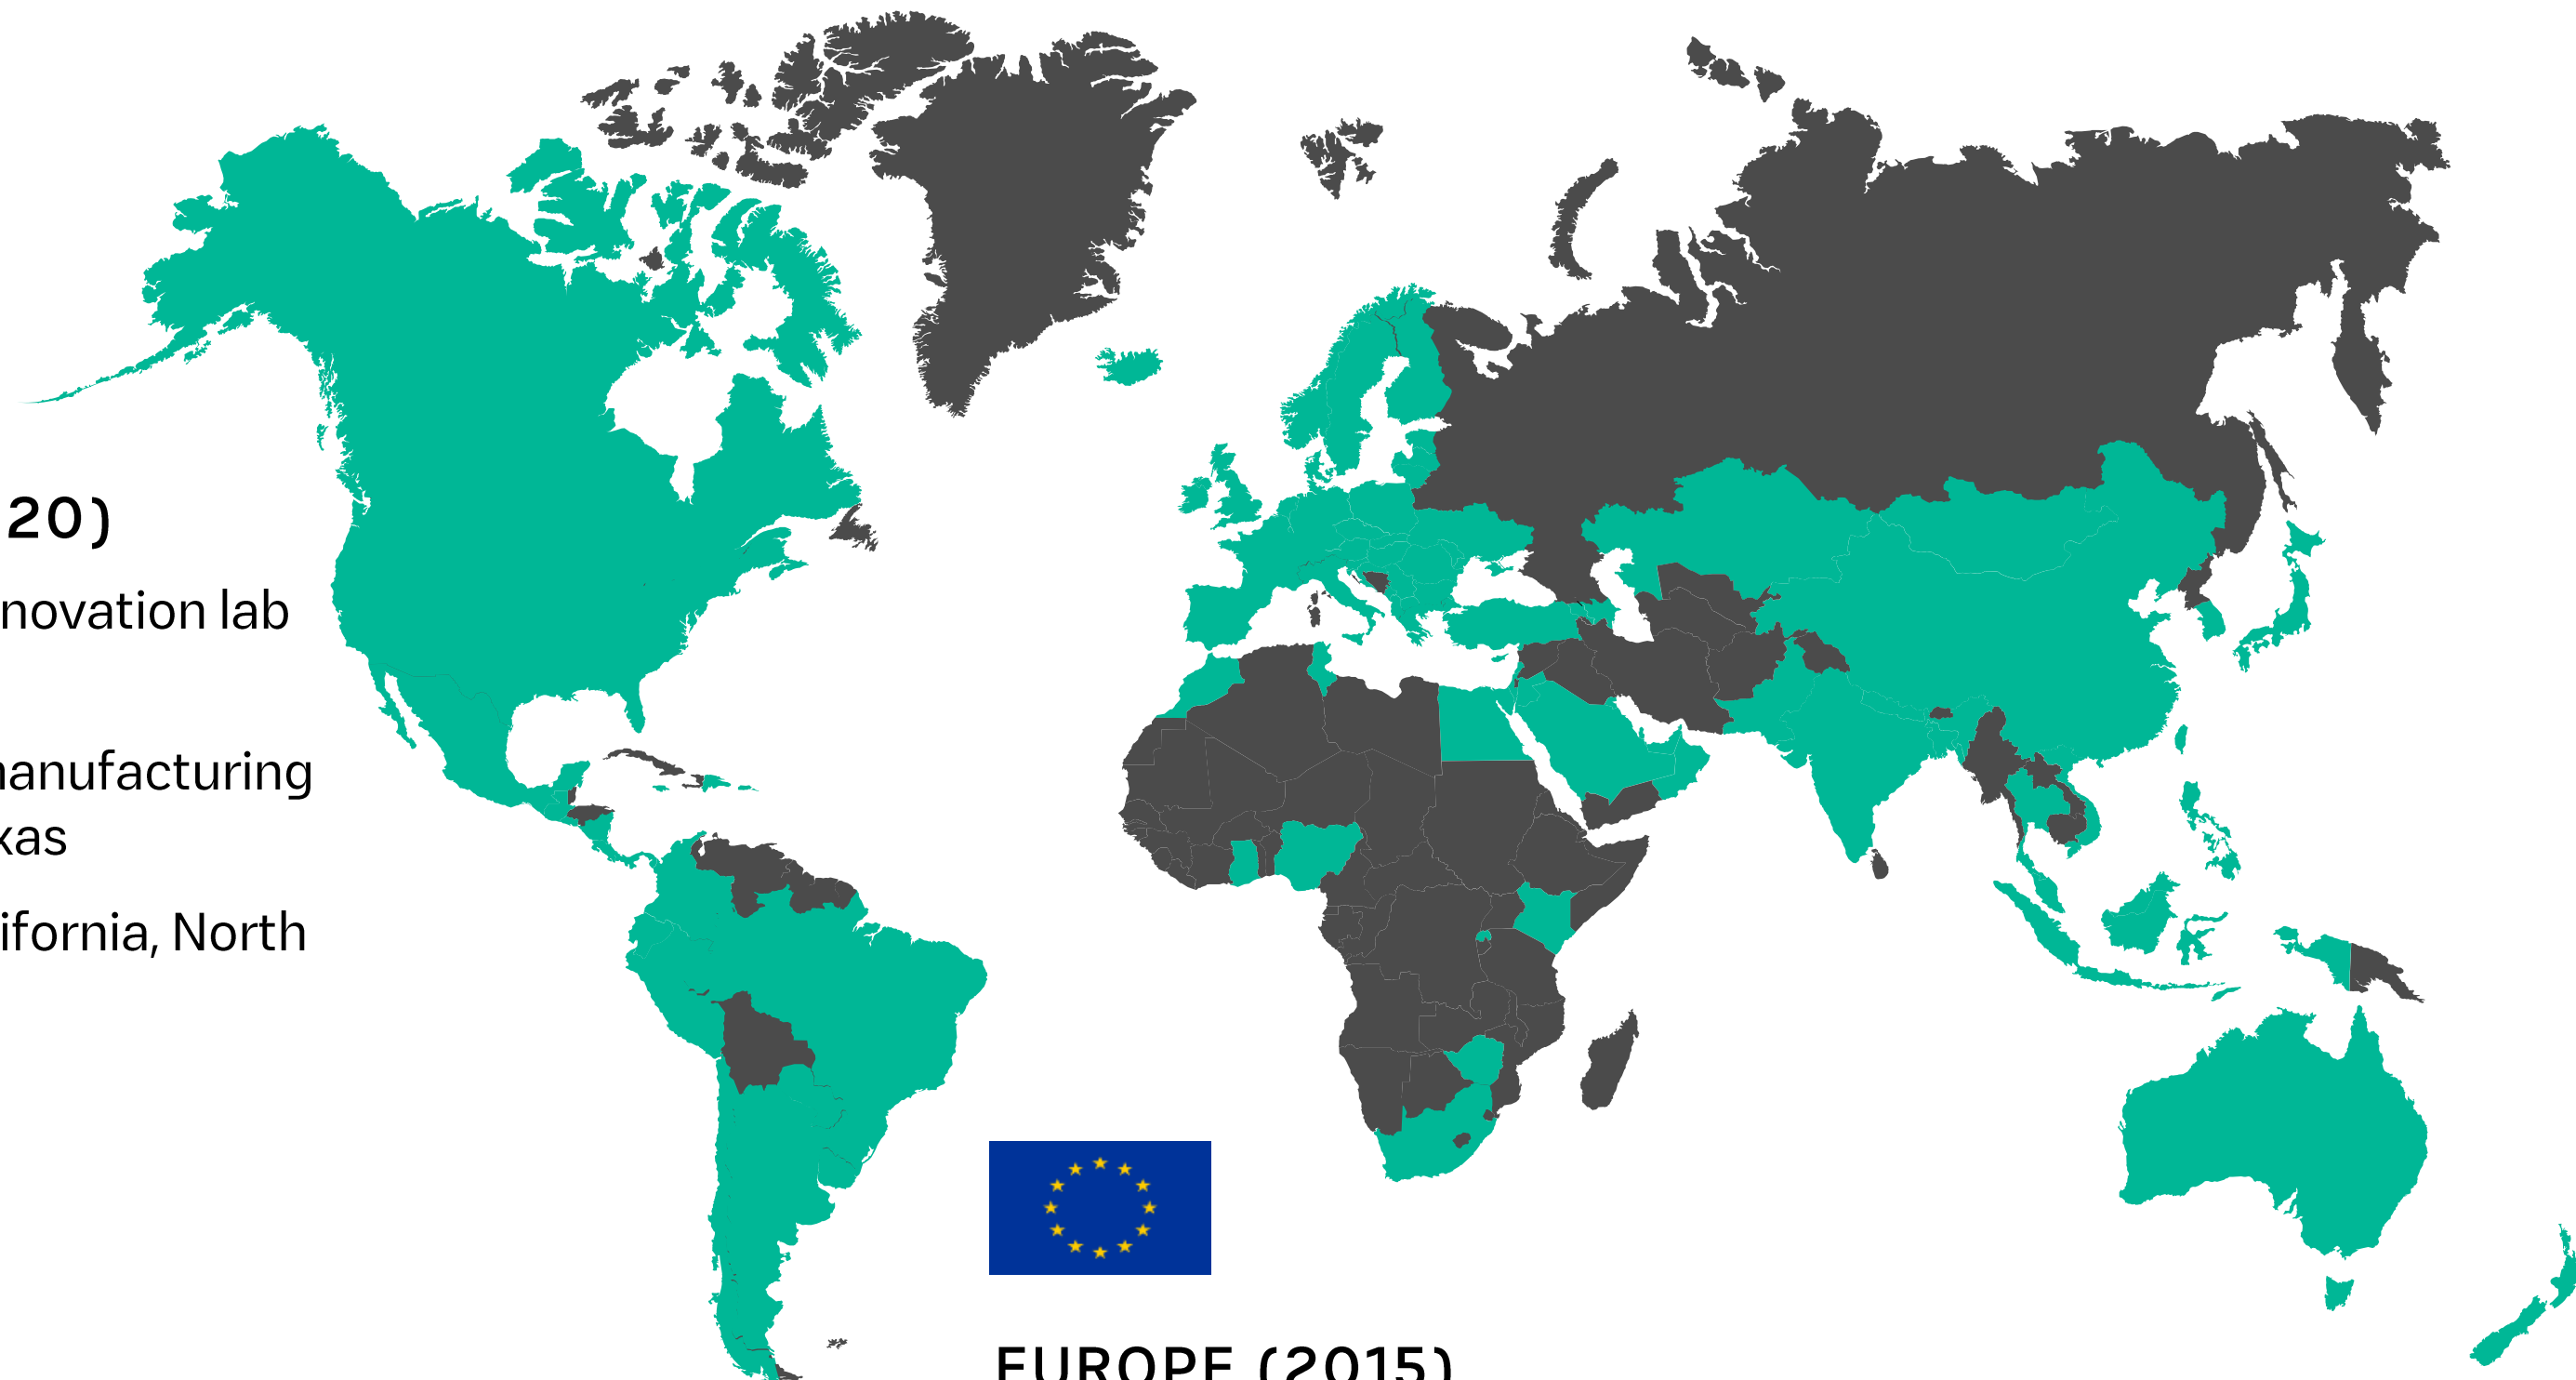 20)
novation lab
anufacturing
xas
ifornia, North
EUROPE (2015)